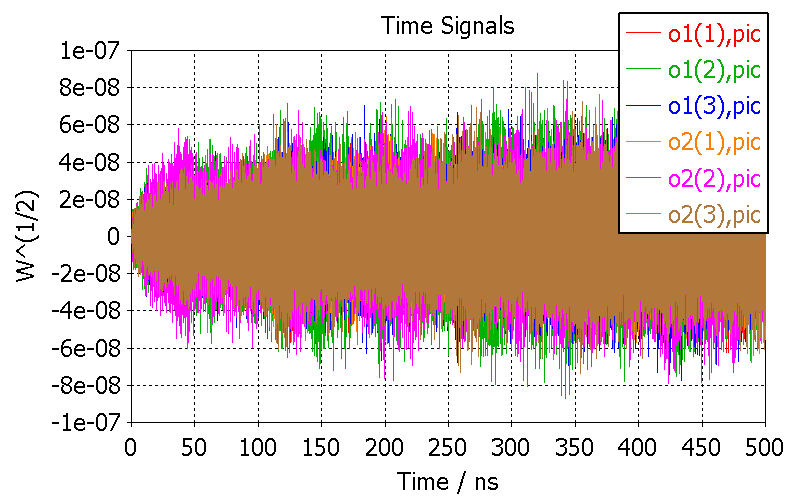 Time Signals
1e-07
8e-08
6e-08
4e-08
2e-08
0
-2e-08
-4e-08
-6e-08
-8e-08
-1e-07
W^(1/2)
0 50 100 150 200 250 300 350 400 450 500
Time / ns
o1(1),pic
o1(2),pic
o1(3),pic
o2(1),pic
o2(2),pic
o2(3),pic